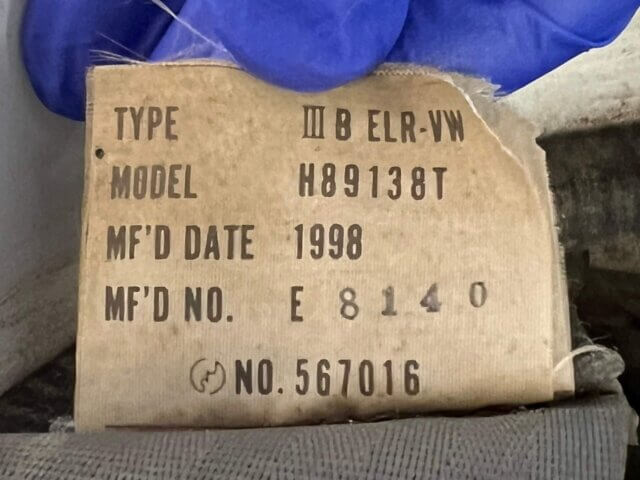 TYPE III B ELR-VW
MODEL H89138T
MF'D DATE 1998
MF'D NO. E 8140
NO. 567016